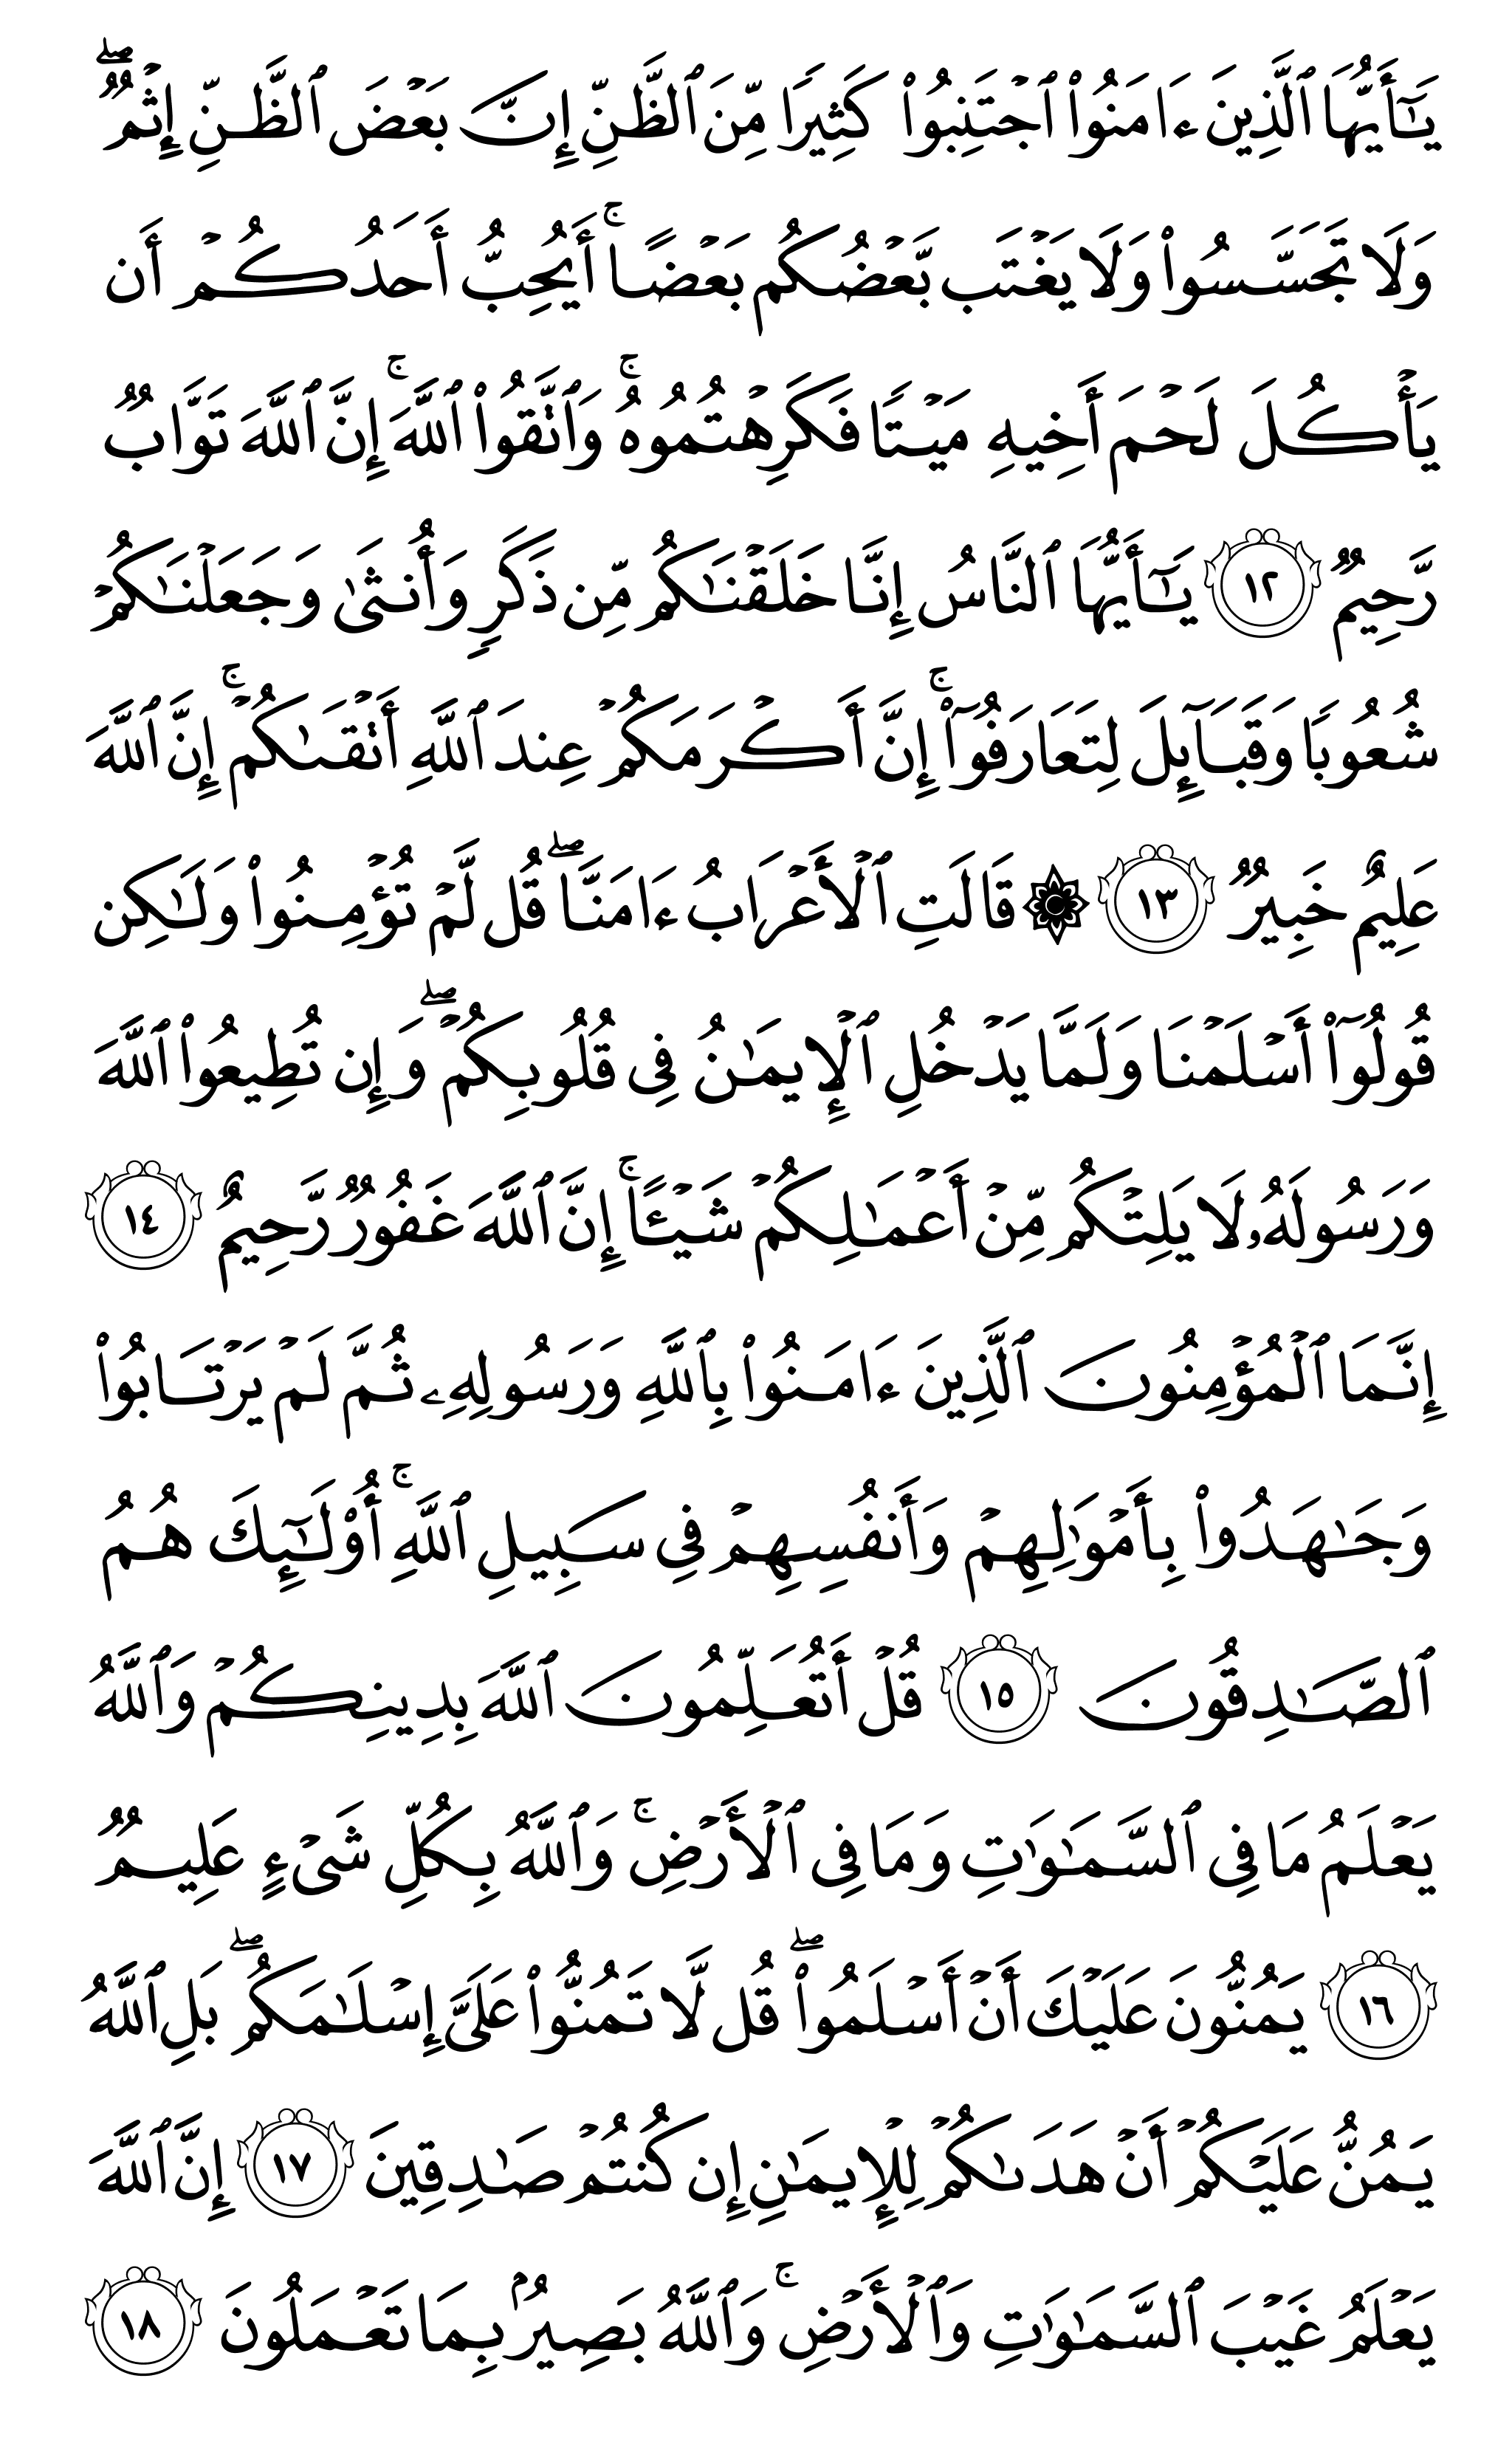 يَٰٓأَيُّهَا ٱلَّذِينَ ءَامَنُوا۟ ٱجْتَنِبُوا۟ كَثِيرًا مِّنَ ٱلظَّنِّ إِنَّ بَعْضَ ٱلظَّنِّ إِثْمٌۖ
وَلَا تَجَسَّسُوا۟ وَلَا يَغْتَب بَّعْضُكُم بَعْضًاۚ أَيُحِبُّ أَحَدُكُمْ أَن
يَأْكُلَ لَحْمَ أَخِيهِ مَيْتًا فَكَرِهْتُمُوهُۚ وَٱتَّقُوا۟ ٱللَّهَۚ إِنَّ ٱللَّهَ تَوَّابٌ
رَّحِيمٌ ١٢ يَٰٓأَيُّهَا ٱلنَّاسُ إِنَّا خَلَقْنَٰكُم مِّن ذَكَرٍ وَأُنثَىٰ وَجَعَلْنَٰكُمْ
شُعُوبًا وَقَبَآئِلَ لِتَعَارَفُوٓا۟ۚ إِنَّ أَكْرَمَكُمْ عِندَ ٱللَّهِ أَتْقَىٰكُمْۚ إِنَّ ٱللَّهَ
عَلِيمٌ خَبِيرٌ ١٣ ۞ قَالَتِ ٱلْأَعْرَابُ ءَامَنَّاۖ قُل لَّمْ تُؤْمِنُوا۟ وَلَٰكِن
قُولُوٓا۟ أَسْلَمْنَا وَلَمَّا يَدْخُلِ ٱلْإِيمَٰنُ فِى قُلُوبِكُمْۖ وَإِن تُطِيعُوا۟ ٱللَّهَ
وَرَسُولَهُۥ لَا يَلِتْكُم مِّنْ أَعْمَٰلِكُمْ شَيْـًٔاۚ إِنَّ ٱللَّهَ غَفُورٌ رَّحِيمٌ ١٤
إِنَّمَا ٱلْمُؤْمِنُونَ ٱلَّذِينَ ءَامَنُوا۟ بِٱللَّهِ وَرَسُولِهِۦ ثُمَّ لَمْ يَرْتَابُوا۟
وَجَٰهَدُوا۟ بِأَمْوَٰلِهِمْ وَأَنفُسِهِمْ فِى سَبِيلِ ٱللَّهِۚ أُو۟لَٰٓئِكَ هُمُ
ٱلصَّٰدِقُونَ ١٥ قُلْ أَتُعَلِّمُونَ ٱللَّهَ بِدِينِكُمْ وَٱللَّهُ
يَعْلَمُ مَا فِى ٱلسَّمَٰوَٰتِ وَمَا فِى ٱلْأَرْضِۚ وَٱللَّهُ بِكُلِّ شَىْءٍ عَلِيمٌ
١٦ يَمُنُّونَ عَلَيْكَ أَنْ أَسْلَمُوا۟ۖ قُل لَّا تَمُنُّوا۟ عَلَىَّ إِسْلَٰمَكُمۖ بَلِ ٱللَّهُ
يَمُنُّ عَلَيْكُمْ أَنْ هَدَىٰكُمْ لِلْإِيمَٰنِ إِن كُنتُمْ صَٰدِقِينَ ١٧ إِنَّ ٱللَّهَ
يَعْلَمُ غَيْبَ ٱلسَّمَٰوَٰتِ وَٱلْأَرْضِۚ وَٱللَّهُ بَصِيرٌۢ بِمَا تَعْمَلُونَ ١٨